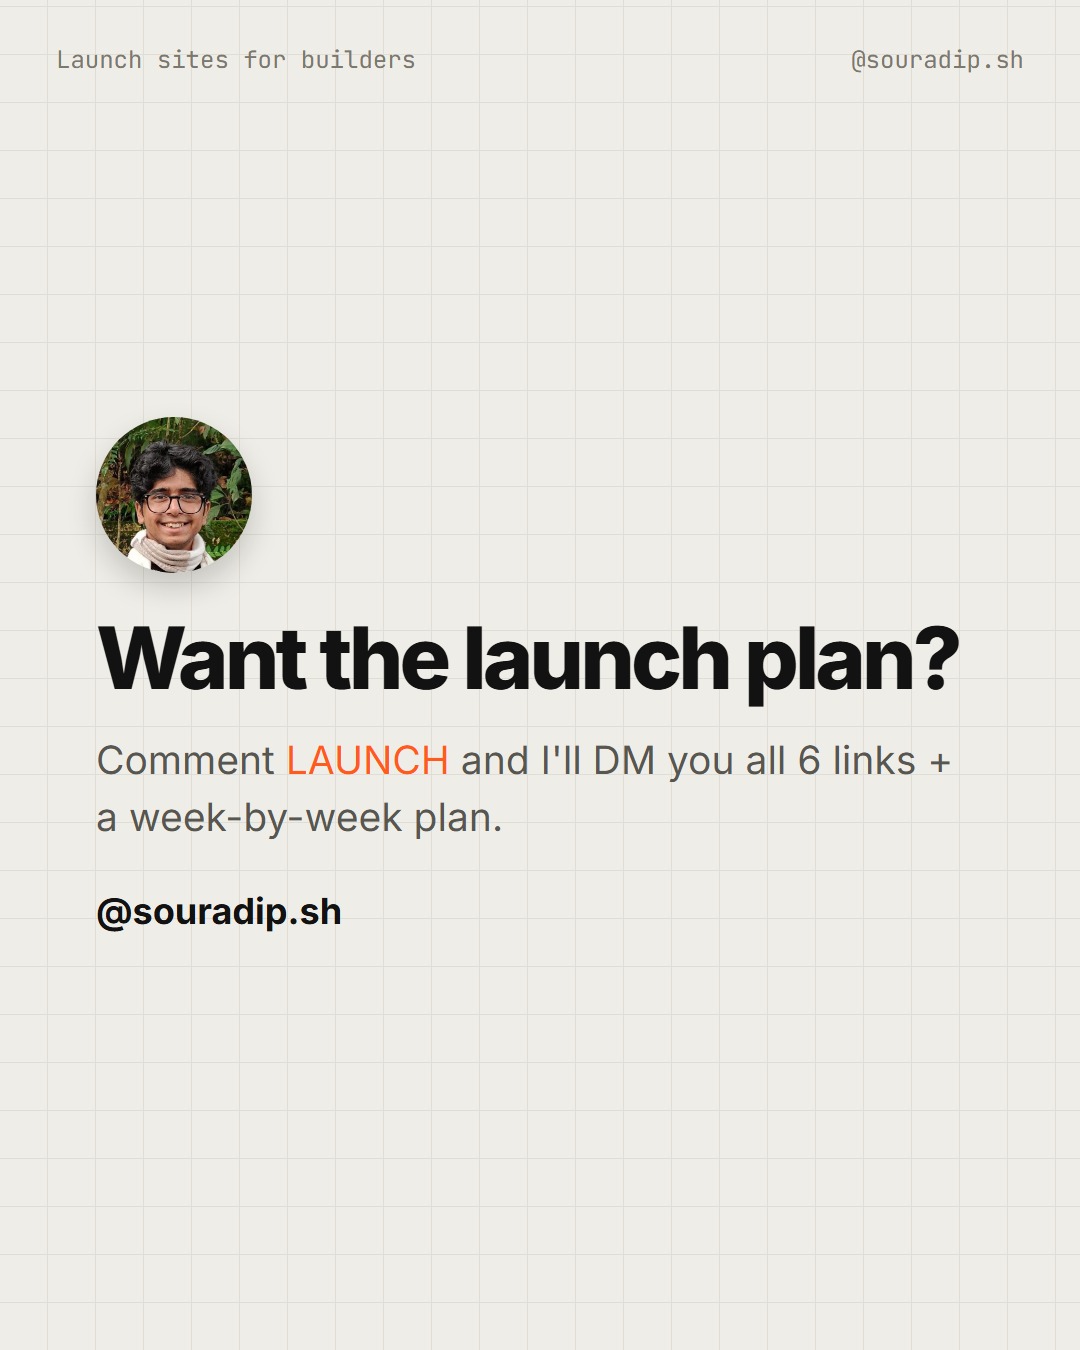 Launch sites for builders
@souradip.sh
Want the launch plan?
Comment LAUNCH and I'll DM you all 6 links +
a week-by-week plan.
@souradip.sh